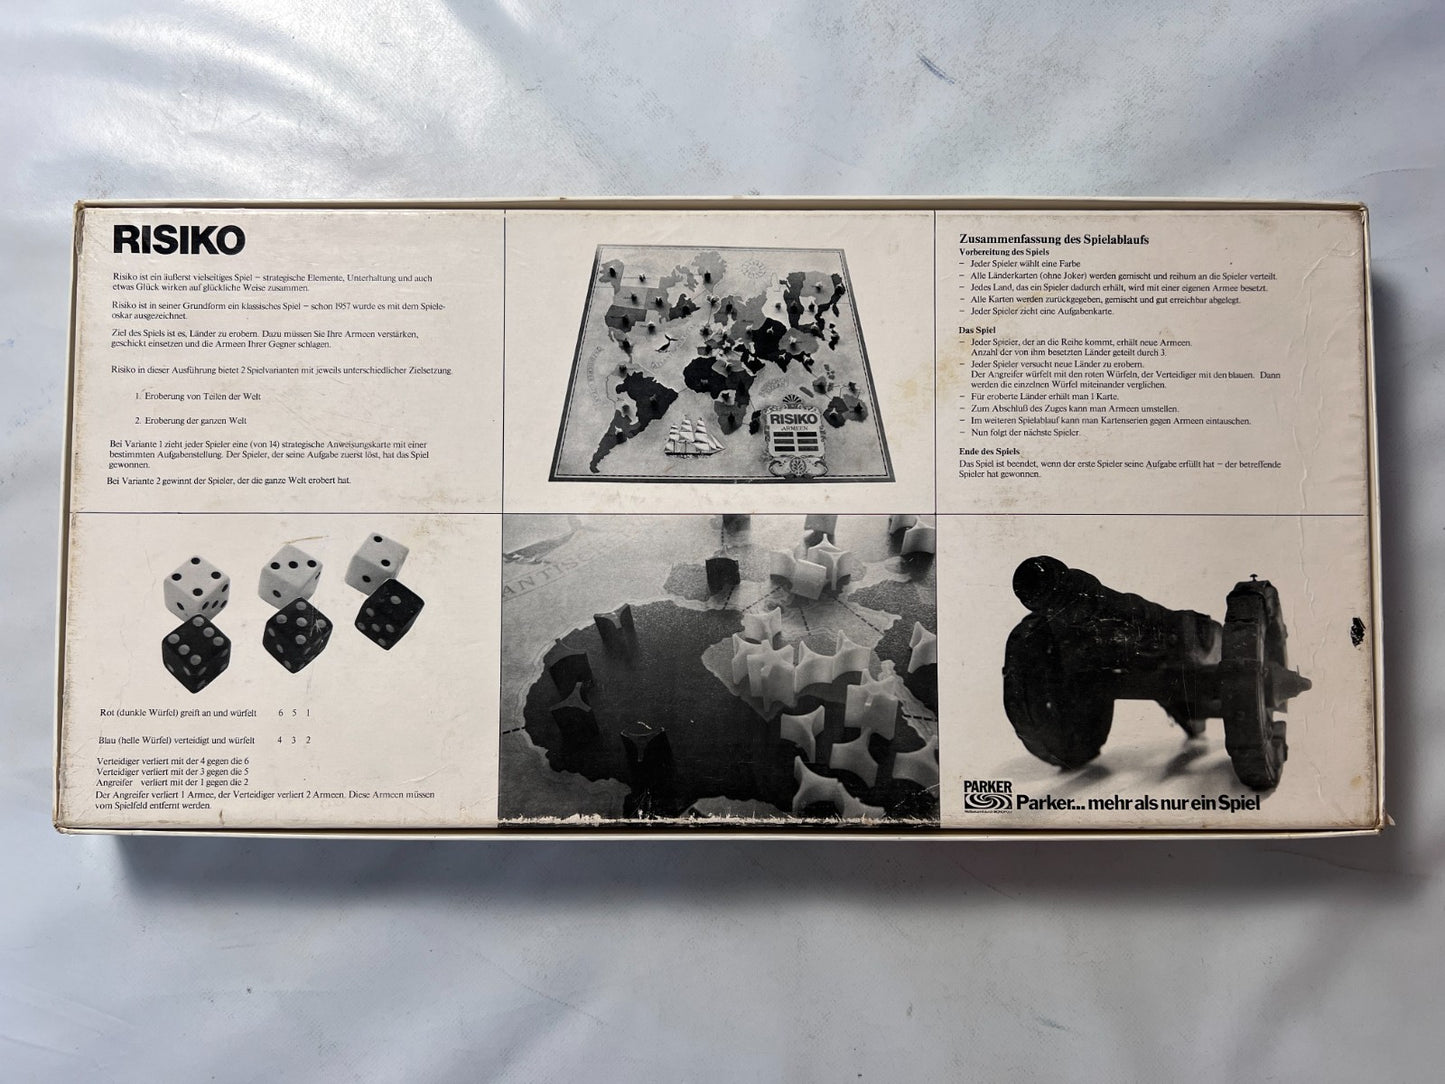 RISIKO
Risiko ist ein äußerst vielseitiges Spiel – strategische Elemente, Unterhaltung und auch
etwas Glück wirken auf glückliche Weise zusammen.
Risiko ist in seiner Grundform ein klassisches Spiel – schon 1957 wurde es mit dem Spiele-
oskar ausgezeichnet.
Ziel des Spiels ist es, Länder zu erobern. Dazu müssen Sie Ihre Armeen verstärken,
geschickt einsetzen und die Armeen Ihrer Gegner schlagen.
Risiko in dieser Ausführung bietet 2 Spielvarianten mit jeweils unterschiedlicher Zielsetzung.
1. Eroberung von Teilen der Welt
2. Eroberung der ganzen Welt
Bei Variante 1 zieht jeder Spieler eine (von 14) strategische Anweisungskarte mit einer
bestimmten Aufgabenstellung. Der Spieler, der seine Aufgabe zuerst löst, hat das Spiel
gewonnen.
Bei Variante 2 gewinnt der Spieler, der die ganze Welt erobert hat.
RISIKO
ARMEEN
Zusammenfassung des Spielablaufs
Vorbereitung des Spiels
– Jeder Spieler wählt eine Farbe
– Alle Länderkarten (ohne Joker) werden gemischt und reihum an die Spieler verteilt.
– Jedes Land, das ein Spieler dadurch erhält, wird mit einer eigenen Armee besetzt.
– Alle Karten werden zurückgegeben, gemischt und gut erreichbar abgelegt.
– Jeder Spieler zieht eine Aufgabenkarte.
Das Spiel
– Jeder Spieler, der an die Reihe kommt, erhält neue Armeen.
Anzahl der von ihm besetzten Länder geteilt durch 3.
– Jeder Spieler versucht neue Länder zu erobern.
Der Angreifer würfelt mit den roten Würfeln, der Verteidiger mit den blauen. Dann
werden die einzelnen Würfel miteinander verglichen.
– Für eroberte Länder erhält man 1 Karte.
– Zum Abschluß des Zuges kann man Armeen umstellen.
– Im weiteren Spielablauf kann man Kartenserien gegen Armeen eintauschen.
– Nun folgt der nächste Spieler.
Ende des Spiels
Das Spiel ist beendet, wenn der erste Spieler seine Aufgabe erfüllt hat – der betreffende
Spieler hat gewonnen.
Rot (dunkle Würfel) greift an und würfelt 6 5 1
Blau (helle Würfel) verteidigt und würfelt 4 3 2
Verteidiger verliert mit der 4 gegen die 6
Verteidiger verliert mit der 3 gegen die 5
Angreifer verliert mit der 1 gegen die 2
Der Angreifer verliert 1 Armee, der Verteidiger verliert 2 Armeen. Diese Armeen müssen
vom Spielfeld entfernt werden.
ANTIS
PARKER
Parker... mehr als nur ein Spiel